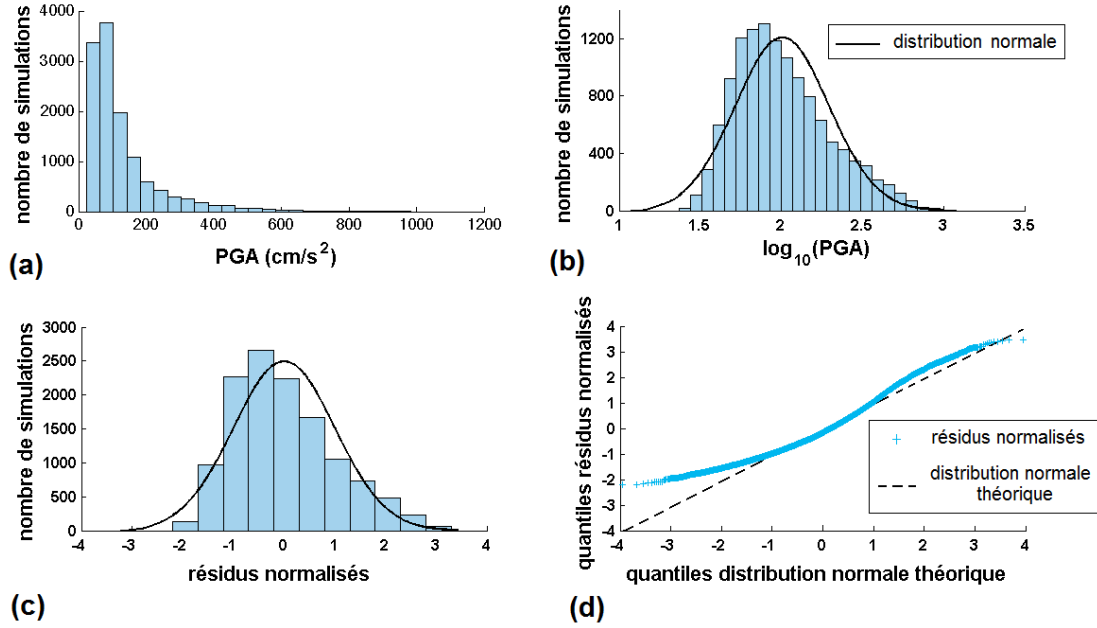 nombre de simulations
4000
3000
2000
1000
0
0 200 400 600 800 1000 1200
PGA (cm/s²)
(a)
nombre de simulations
1200
800
400
0
1 1.5 2 2.5 3 3.5
log₁₀(PGA)
distribution normale
(b)
nombre de simulations
3000
2500
2000
1500
1000
500
0
-4 -3 -2 -1 0 1 2 3 4
résidus normalisés
(c)
quantiles résidus normalisés
4
3
2
1
0
-1
-2
-3
-4
-4 -3 -2 -1 0 1 2 3 4
quantiles distribution normale théorique
résidus normalisés
distribution normale
théorique
(d)